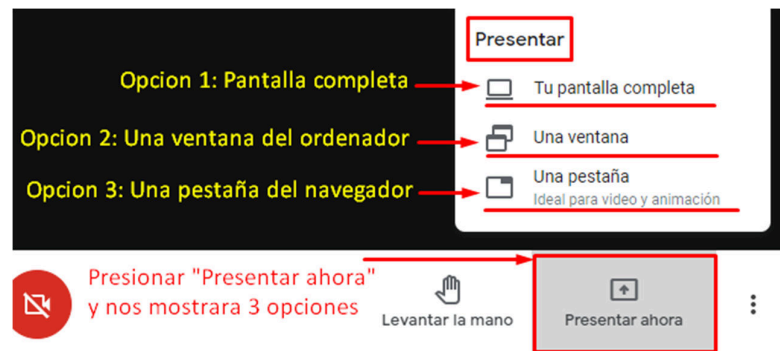 Presentar
Opcion 1: Pantalla completa
Tu pantalla completa
Opcion 2: Una ventana del ordenador
Una ventana
Opcion 3: Una pestaña del navegador
Una pestaña
Ideal para video y animación
Presionar "Presentar ahora"
y nos mostrara 3 opciones
Levantar la mano
Presentar ahora